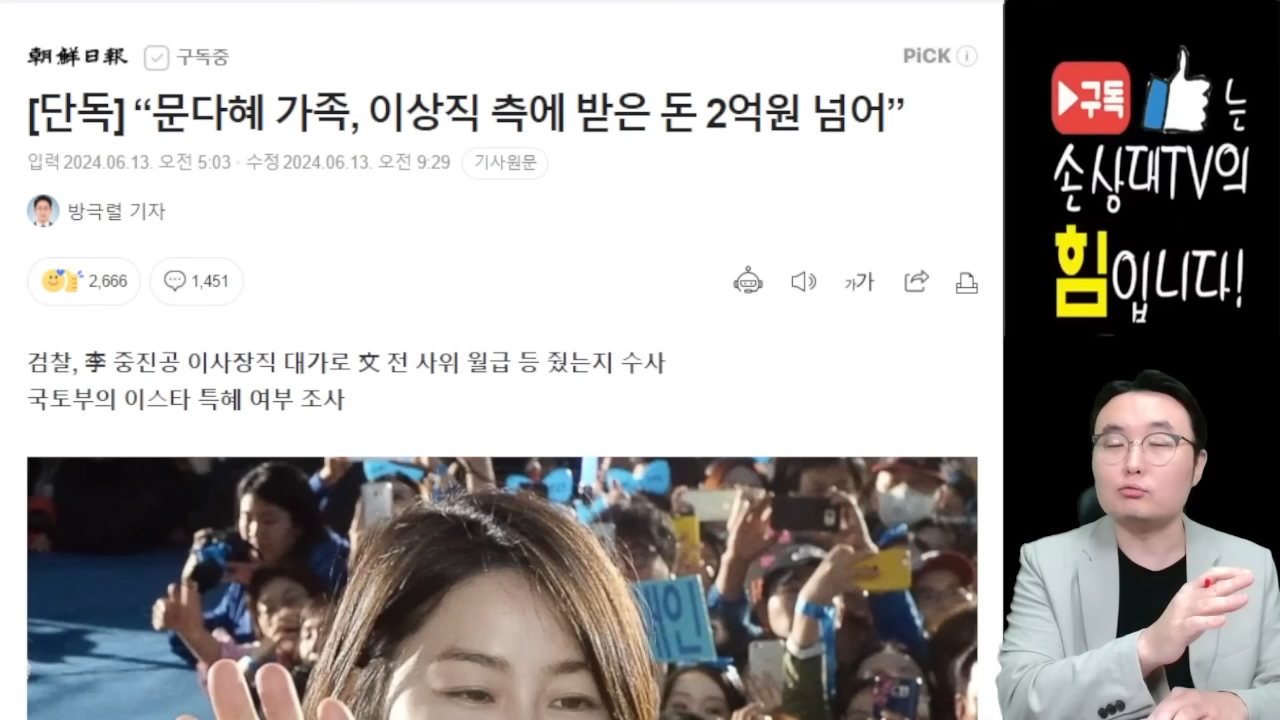 朝鮮日報 구독중
PiCK
[단독] “문다혜 가족, 이상직 측에 받은 돈 2억원 넘어”
입력 2024.06.13. 오전 5:03 · 수정 2024.06.13. 오전 9:29 기사원문
방극렬 기자
2,666 1,451
가가
검찰, 李 중진공 이사장직 대가로 文 전 사위 월급 등 줬는지 수사
국토부의 이스타 특혜 여부 조사
구독 는
손상대TV의
힘입니다!